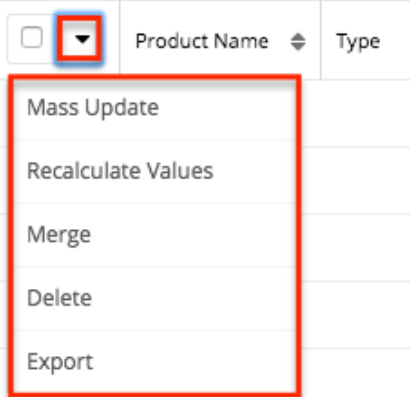 Product Name Type
Mass Update
Recalculate Values
Merge
Delete
Export